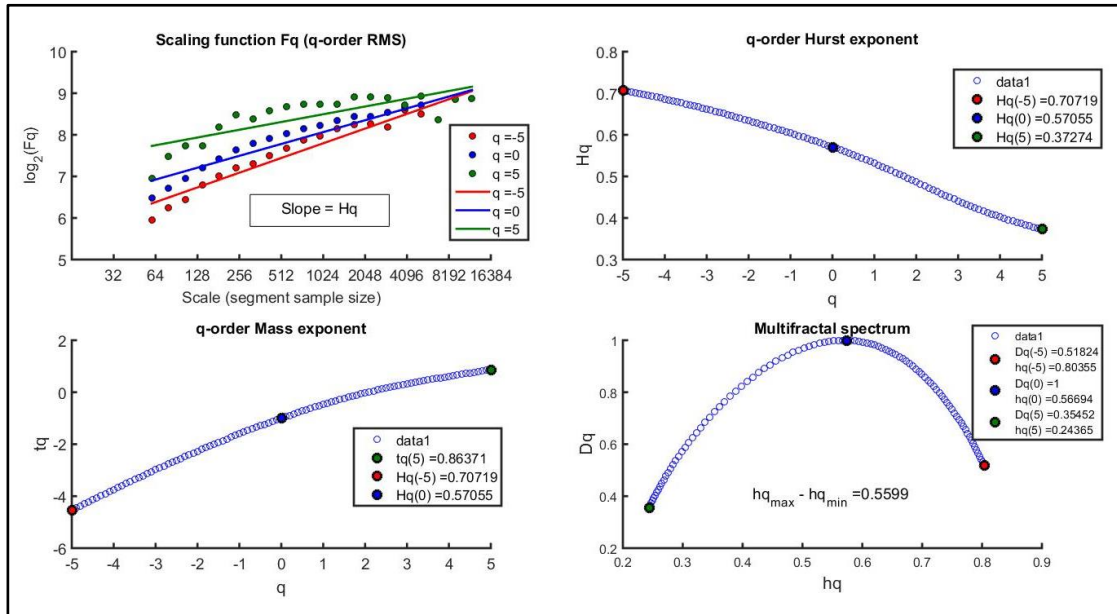 Scaling function Fq (q-order RMS)
10
9
8
7
6
5
log2(Fq)
q =-5
q =0
q =5
q =-5
q =0
q =5
Slope = Hq
32 64 128 256 512 1024 2048 4096 8192 16384
Scale (segment sample size)
q-order Hurst exponent
0.8
0.7
0.6
0.5
0.4
0.3
Hq
data1
Hq(-5) =0.70719
Hq(0) =0.57055
Hq(5) =0.37274
-5 -4 -3 -2 -1 0 1 2 3 4 5
q
q-order Mass exponent
2
0
-2
-4
-6
tq
data1
tq(5) =0.86371
Hq(-5) =0.70719
Hq(0) =0.57055
-5 -4 -3 -2 -1 0 1 2 3 4 5
q
Multifractal spectrum
1
0.8
0.6
0.4
0.2
Dq
data1
Dq(-5) =0.51824
hq(-5) =0.80355
Dq(0) =1
hq(0) =0.56694
Dq(5) =0.35452
hq(5) =0.24365
hqmax - hqmin =0.5599
0.2 0.3 0.4 0.5 0.6 0.7 0.8 0.9
hq